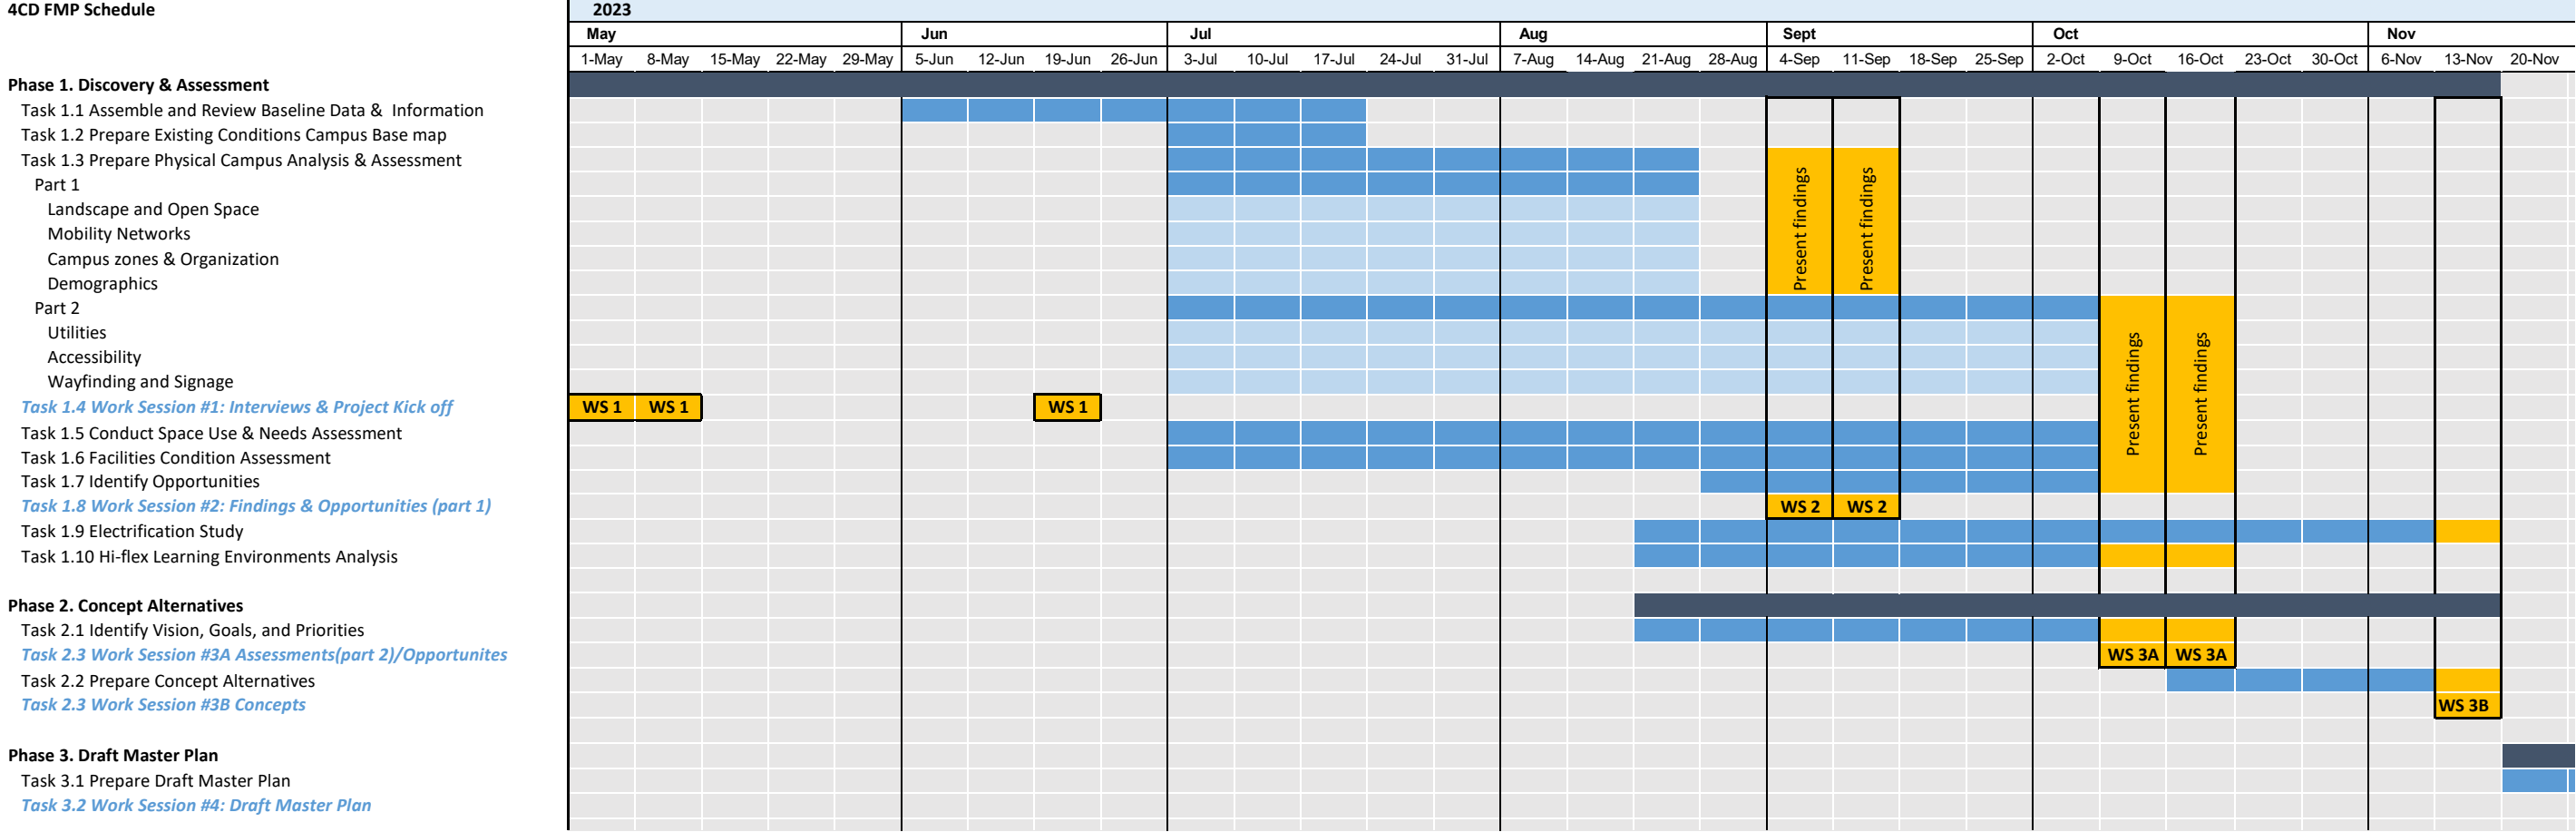 4CD FMP Schedule
2023
May Jun Jul Aug Sept Oct Nov
1-May 8-May 15-May 22-May 29-May 5-Jun 12-Jun 19-Jun 26-Jun 3-Jul 10-Jul 17-Jul 24-Jul 31-Jul 7-Aug 14-Aug 21-Aug 28-Aug 4-Sep 11-Sep 18-Sep 25-Sep 2-Oct 9-Oct 16-Oct 23-Oct 30-Oct 6-Nov 13-Nov 20-Nov
Phase 1. Discovery & Assessment
Task 1.1 Assemble and Review Baseline Data & Information
Task 1.2 Prepare Existing Conditions Campus Base map
Task 1.3 Prepare Physical Campus Analysis & Assessment
Part 1
Landscape and Open Space
Mobility Networks
Campus zones & Organization
Demographics
Present findings
Present findings
Part 2
Utilities
Accessibility
Wayfinding and Signage
Present findings
Present findings
Task 1.4 Work Session #1: Interviews & Project Kick off
WS 1 WS 1 WS 1
Task 1.5 Conduct Space Use & Needs Assessment
Task 1.6 Facilities Condition Assessment
Task 1.7 Identify Opportunities
Task 1.8 Work Session #2: Findings & Opportunities (part 1)
WS 2 WS 2
Task 1.9 Electrification Study
Task 1.10 Hi-flex Learning Environments Analysis
Phase 2. Concept Alternatives
Task 2.1 Identify Vision, Goals, and Priorities
Task 2.3 Work Session #3A Assessments(part 2)/Opportunites
WS 3A WS 3A
Task 2.2 Prepare Concept Alternatives
Task 2.3 Work Session #3B Concepts
WS 3B
Phase 3. Draft Master Plan
Task 3.1 Prepare Draft Master Plan
Task 3.2 Work Session #4: Draft Master Plan